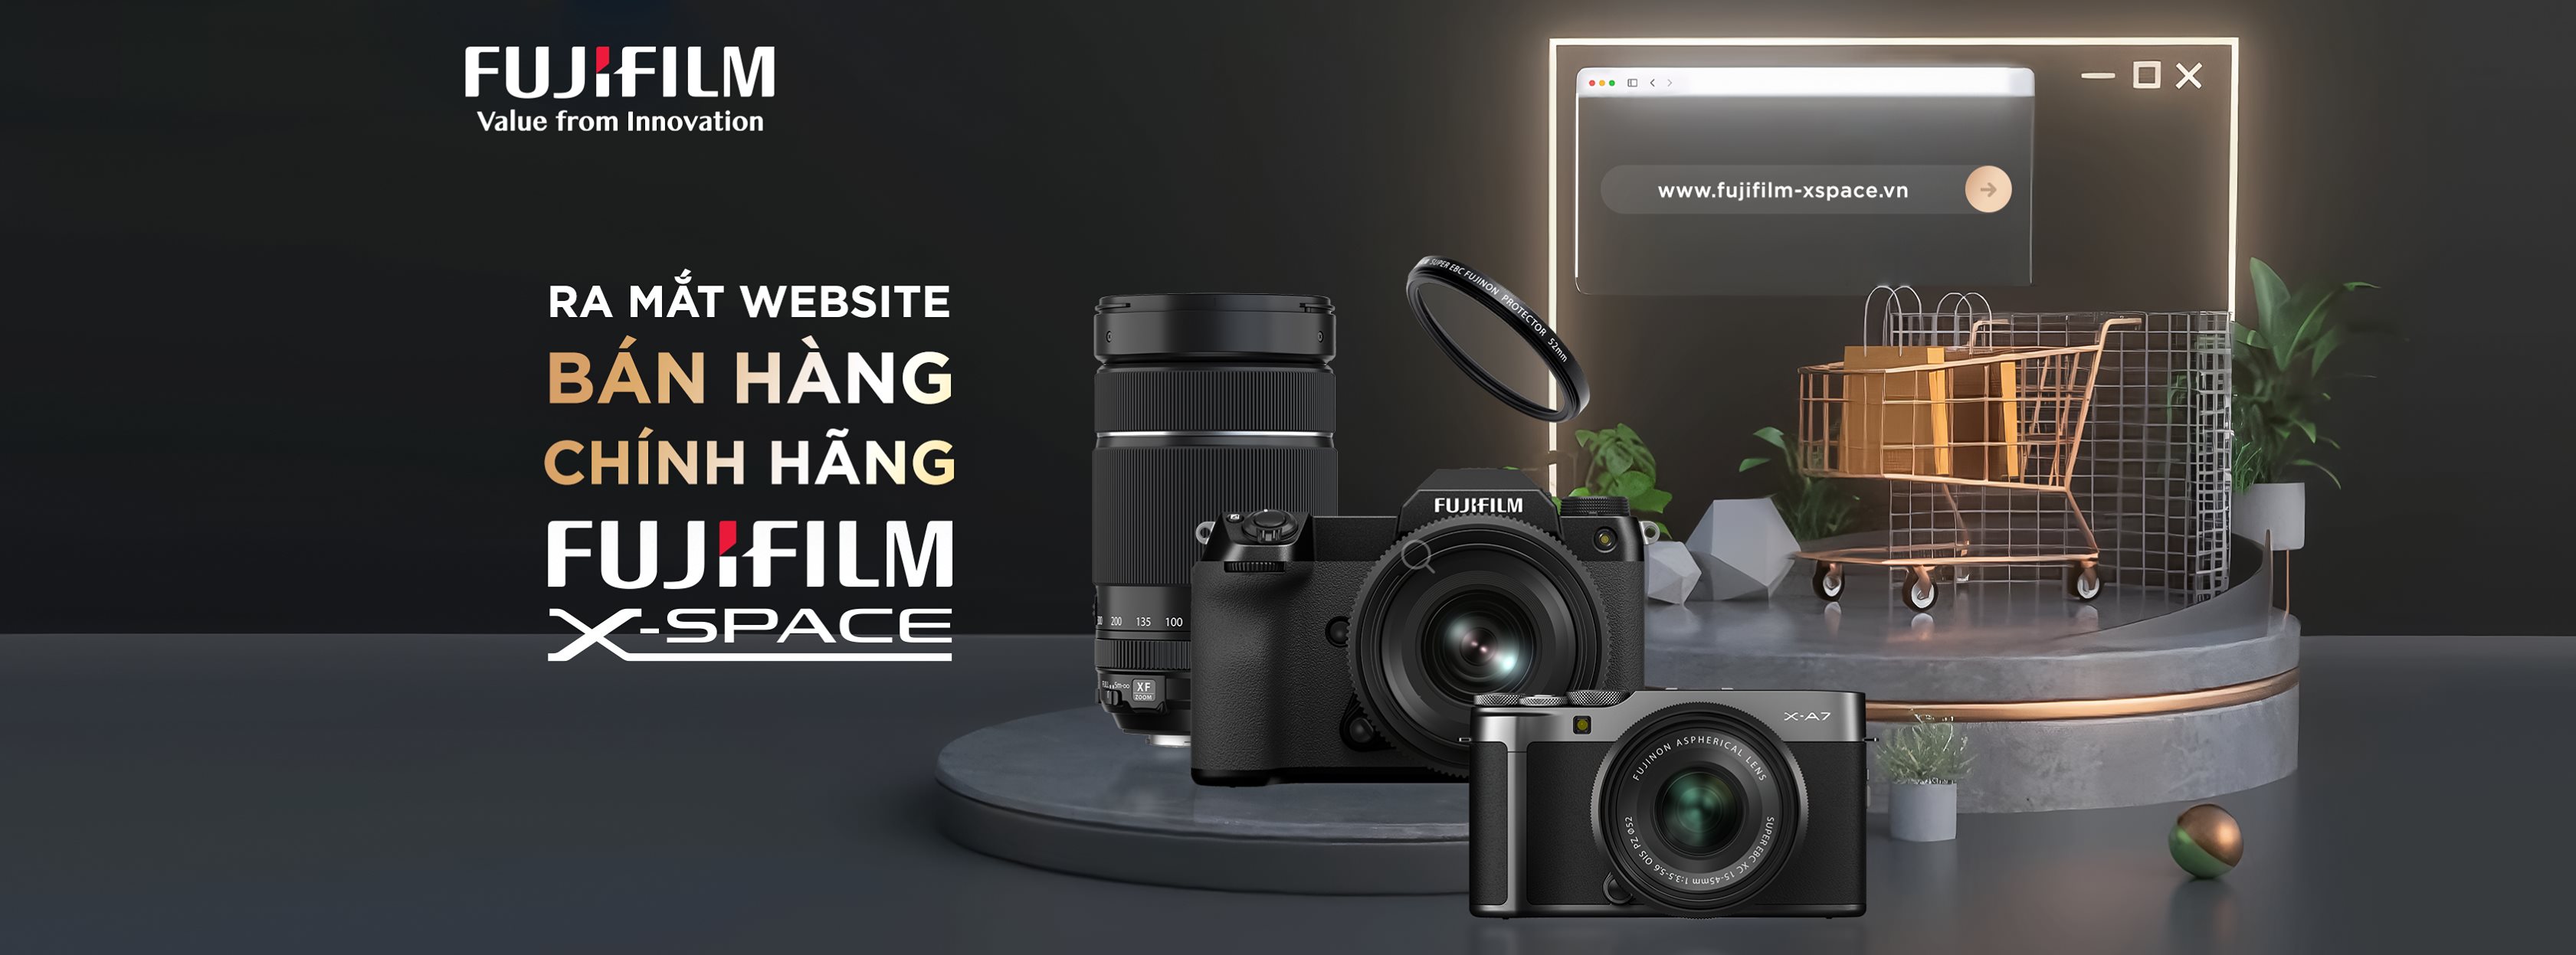 FUJIFILM
Value from Innovation
www.fujifilm-xspace.vn
RA MẮT WEBSITE
BÁN HÀNG
CHÍNH HÃNG
FUJIFILM
X-SPACE
SUPER EBC FUJINON PROTECTOR 52mm
FUJIFILM
200 135 100
XF
ZOOM
X-A7
FUJINON ASPHERICAL LENS
SUPER EBC XC 15-45mm 1:3.5-5.6 OIS PZ Ø52